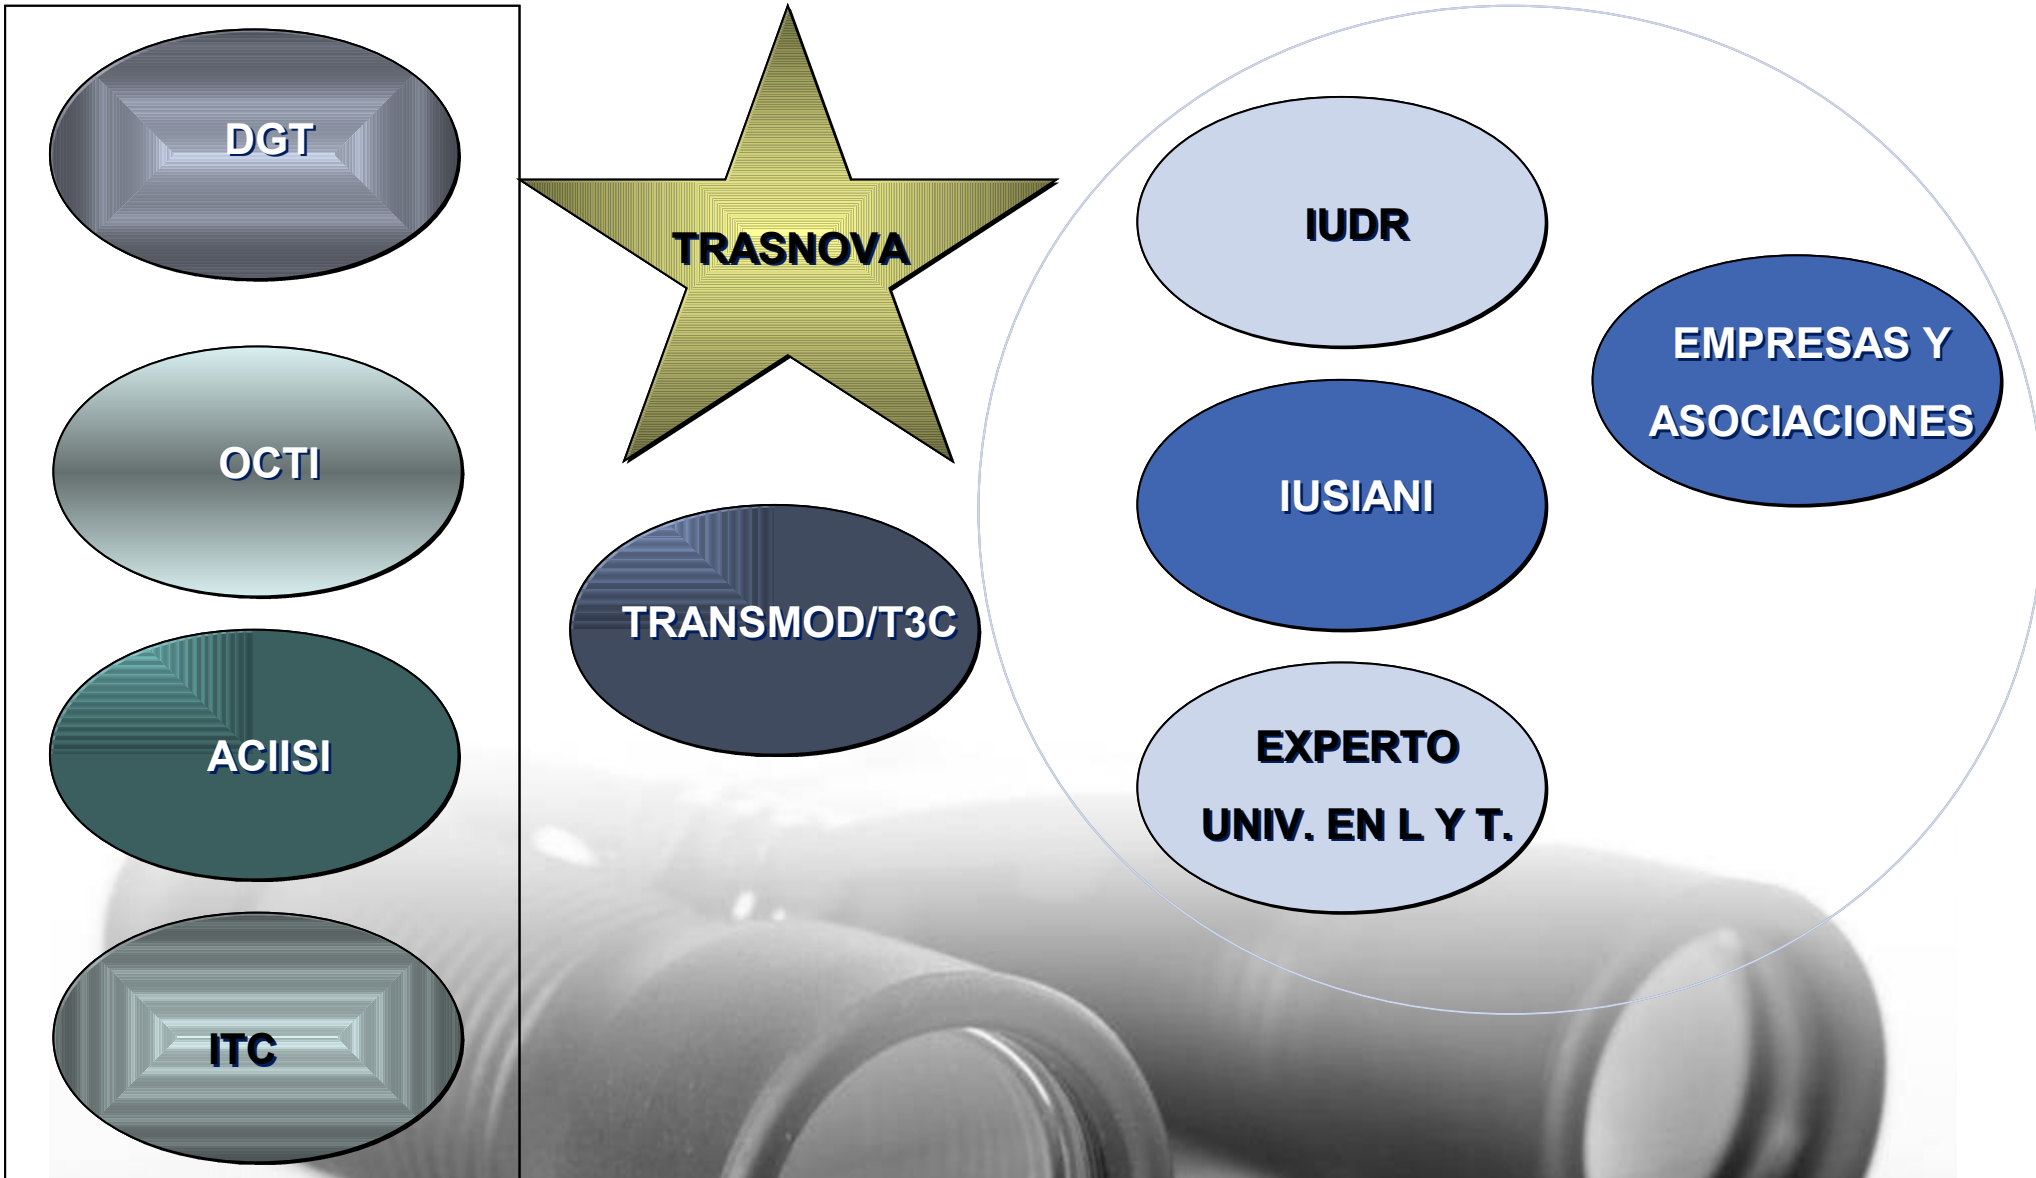 DGT
OCTI
ACIISI
ITC
TRASNOVA
TRANSMOD/T3C
IUDR
IUSIANI
EXPERTO
UNIV. EN L Y T.
EMPRESAS Y
ASOCIACIONES